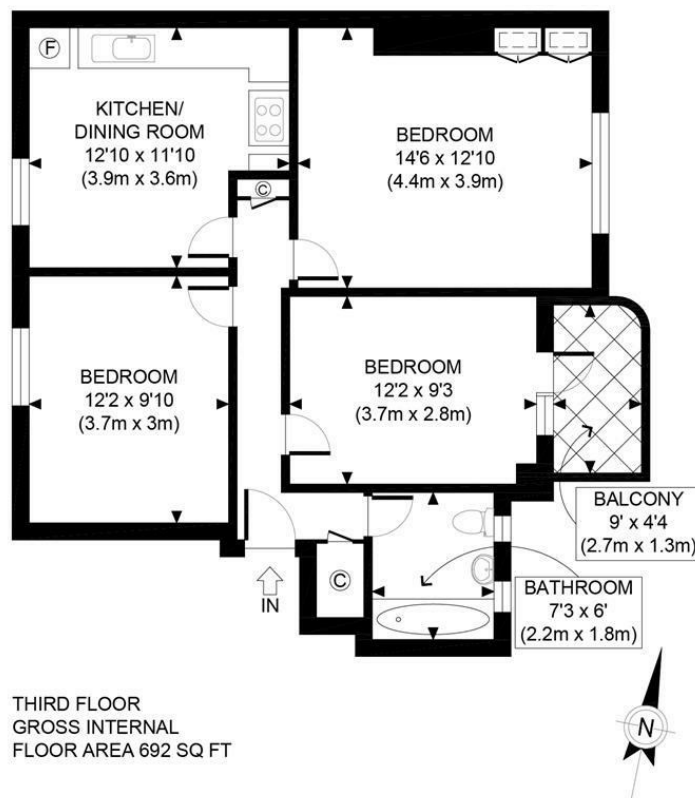 F
KITCHEN/
DINING ROOM
12'10 x 11'10
(3.9m x 3.6m)
BEDROOM
14'6 x 12'10
(4.4m x 3.9m)
C
BEDROOM
12'2 x 9'10
(3.7m x 3m)
BEDROOM
12'2 x 9'3
(3.7m x 2.8m)
BALCONY
9' x 4'4
(2.7m x 1.3m)
C
IN
BATHROOM
7'3 x 6'
(2.2m x 1.8m)
THIRD FLOOR
GROSS INTERNAL
FLOOR AREA 692 SQ FT
N